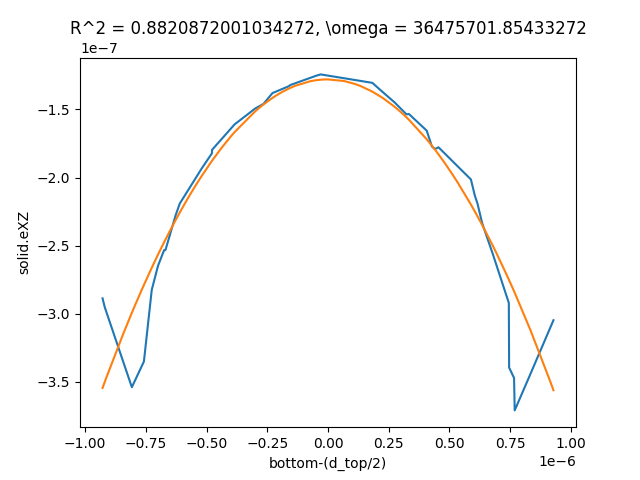 R^2 = 0.8820872001034272, \omega = 36475701.85433272
1e−7
−1.5
−2.0
−2.5
−3.0
−3.5
solid.eXZ
−1.00 −0.75 −0.50 −0.25 0.00 0.25 0.50 0.75 1.00
bottom-(d_top/2)
1e−6